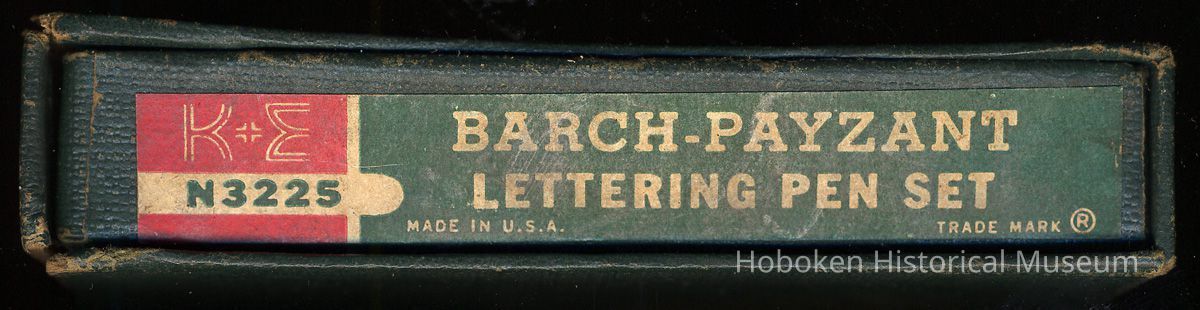 K+E
N3225
BARCH-PAYZANT
LETTERING PEN SET
MADE IN U.S.A.
TRADE MARK ®
Hoboken Historical Museum